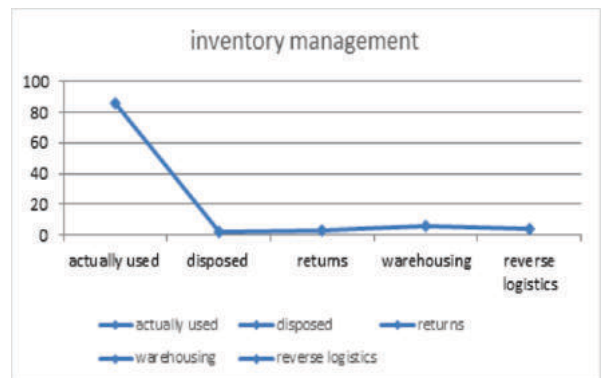 inventory management
100
80
60
40
20
0
actually used disposed returns warehousing reverse
logistics
actually used disposed returns
warehousing reverse logistics